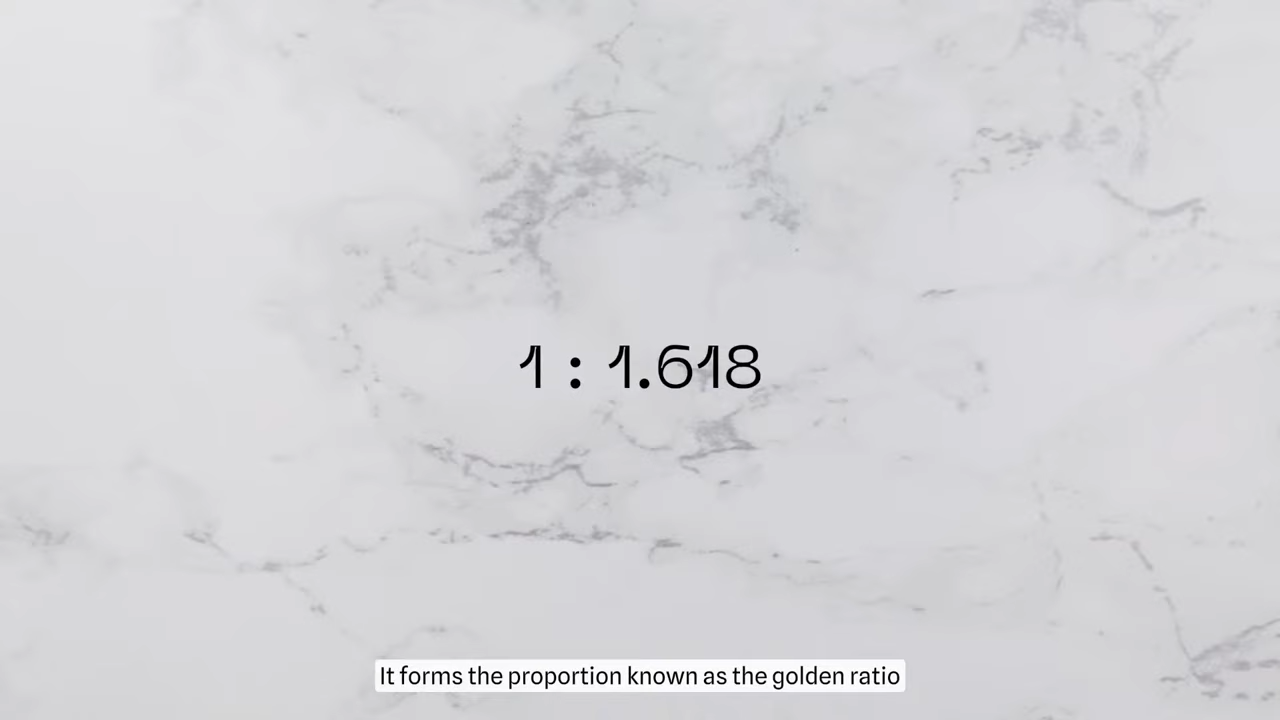 1 : 1.618
It forms the proportion known as the golden ratio